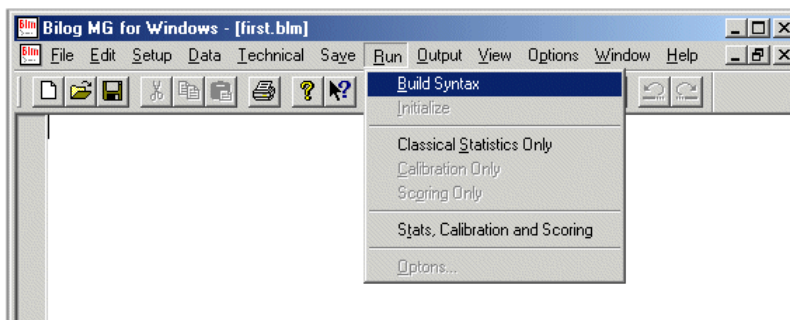 Bilog MG for Windows - [first.blm]
File Edit Setup Data Technical Save Run Output View Options Window Help
Build Syntax
Initialize
Classical Statistics Only
Calibration Only
Scoring Only
Stats, Calibration and Scoring
Optons...